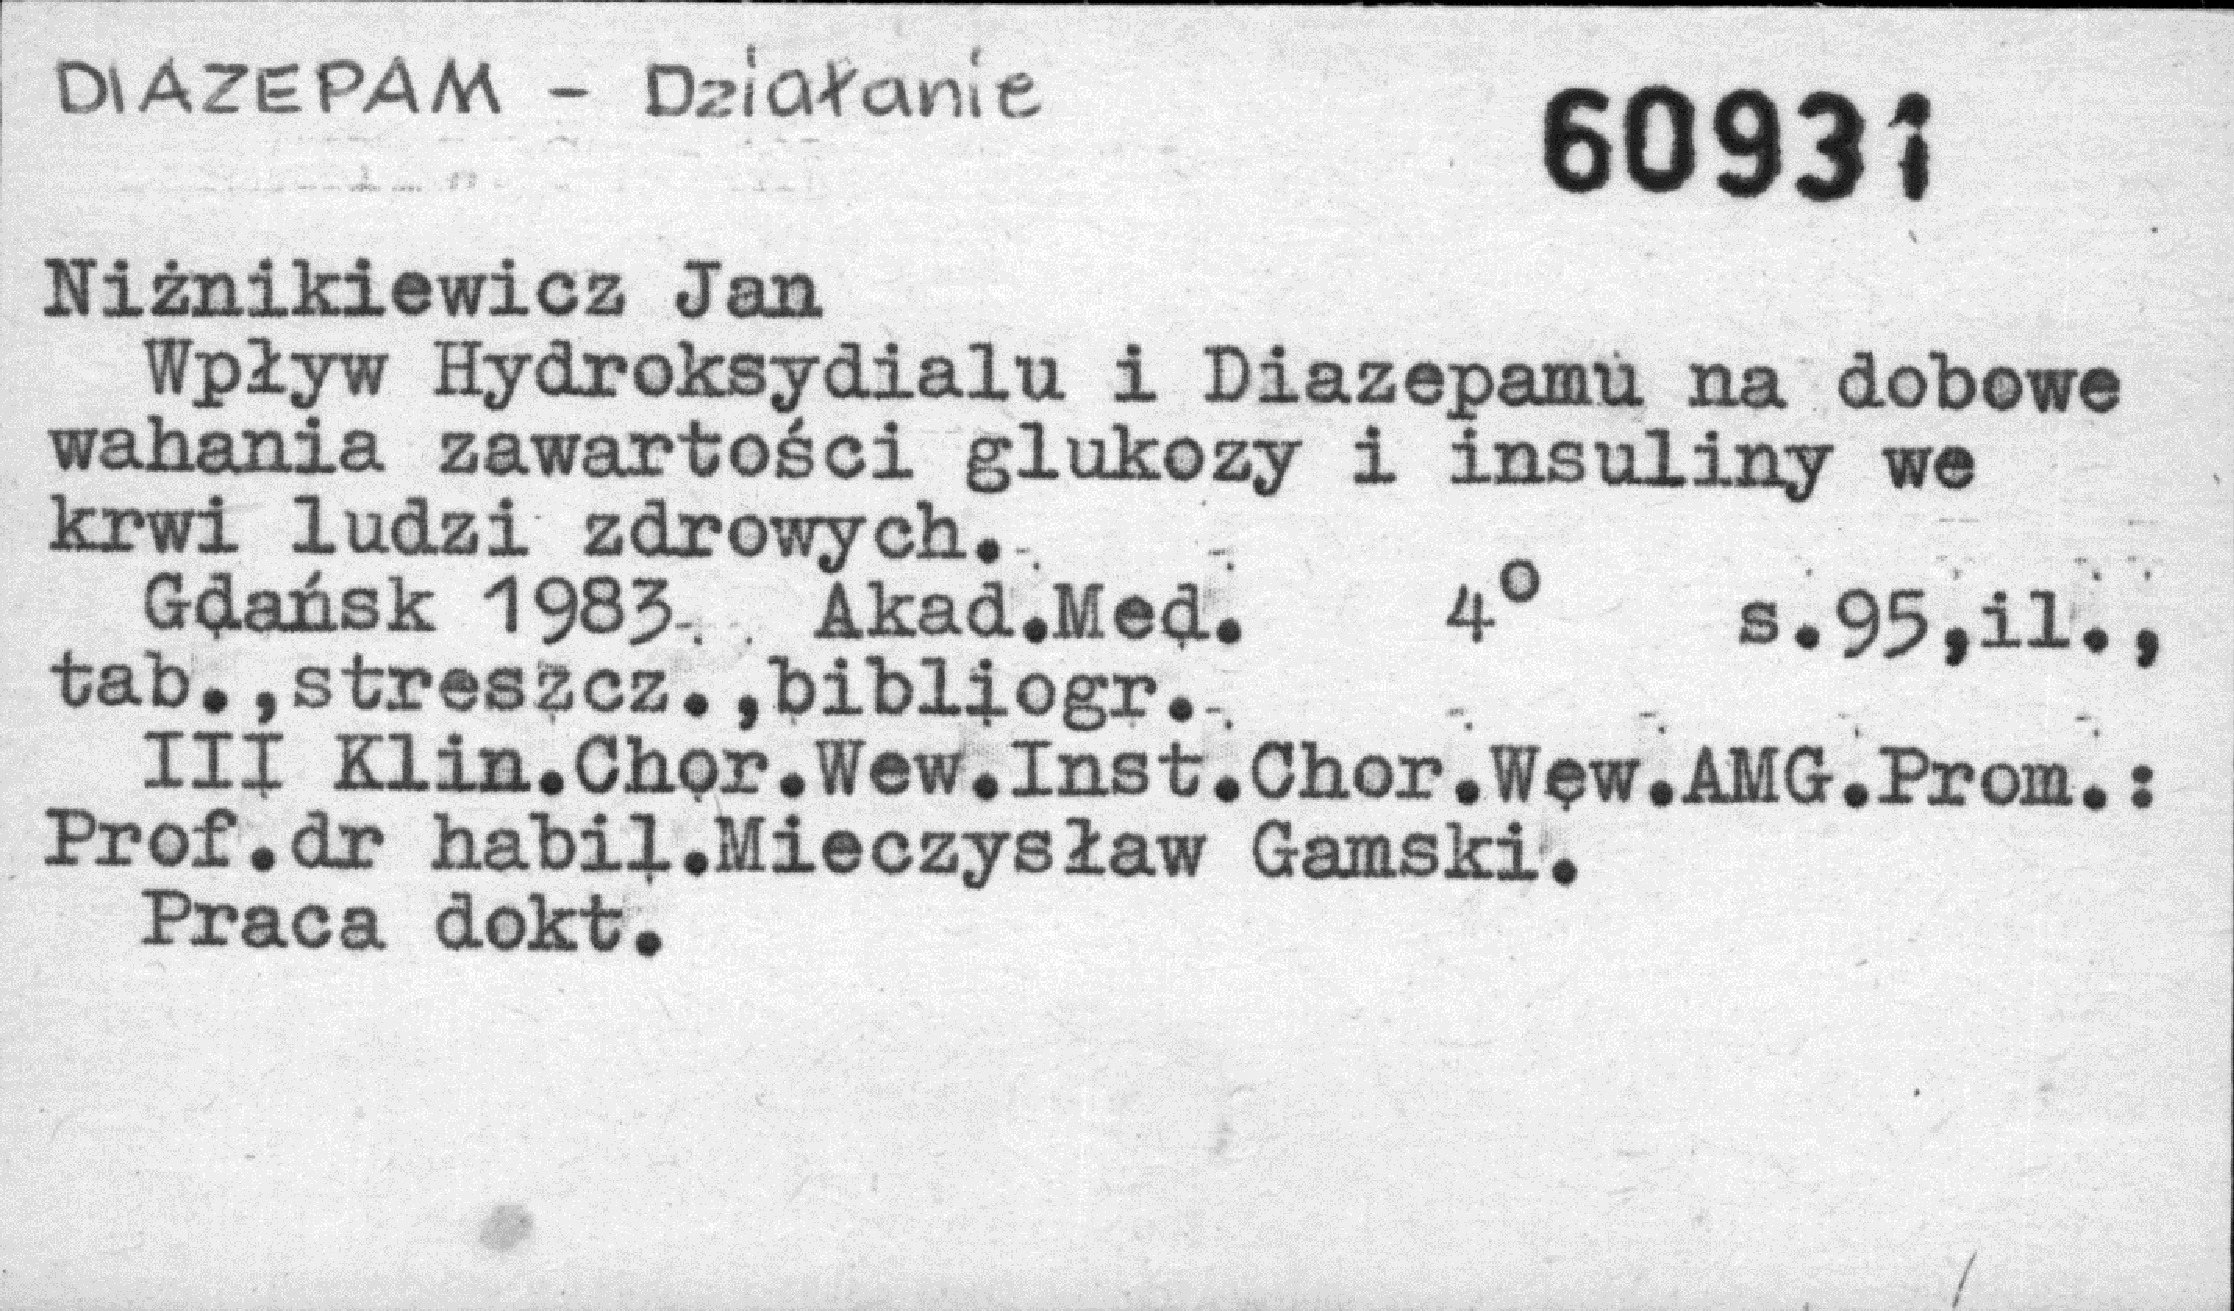 DIAZEPAM - Działanie
60931
Niżnikiewicz Jan
Wpływ Hydroksydialu i Diazepamu na dobowe
wahania zawartości glukozy i insuliny we
krwi ludzi zdrowych.
Gdańsk 1983 Akad.Med. 4° s.95,il.,
tab.,streszcz.,bibliogr.
III Klin.Chor.Wew.Inst.Chor.Wew.AMG.Prom.:
Prof.dr habil.Mieczysław Gamski.
Praca dokt.